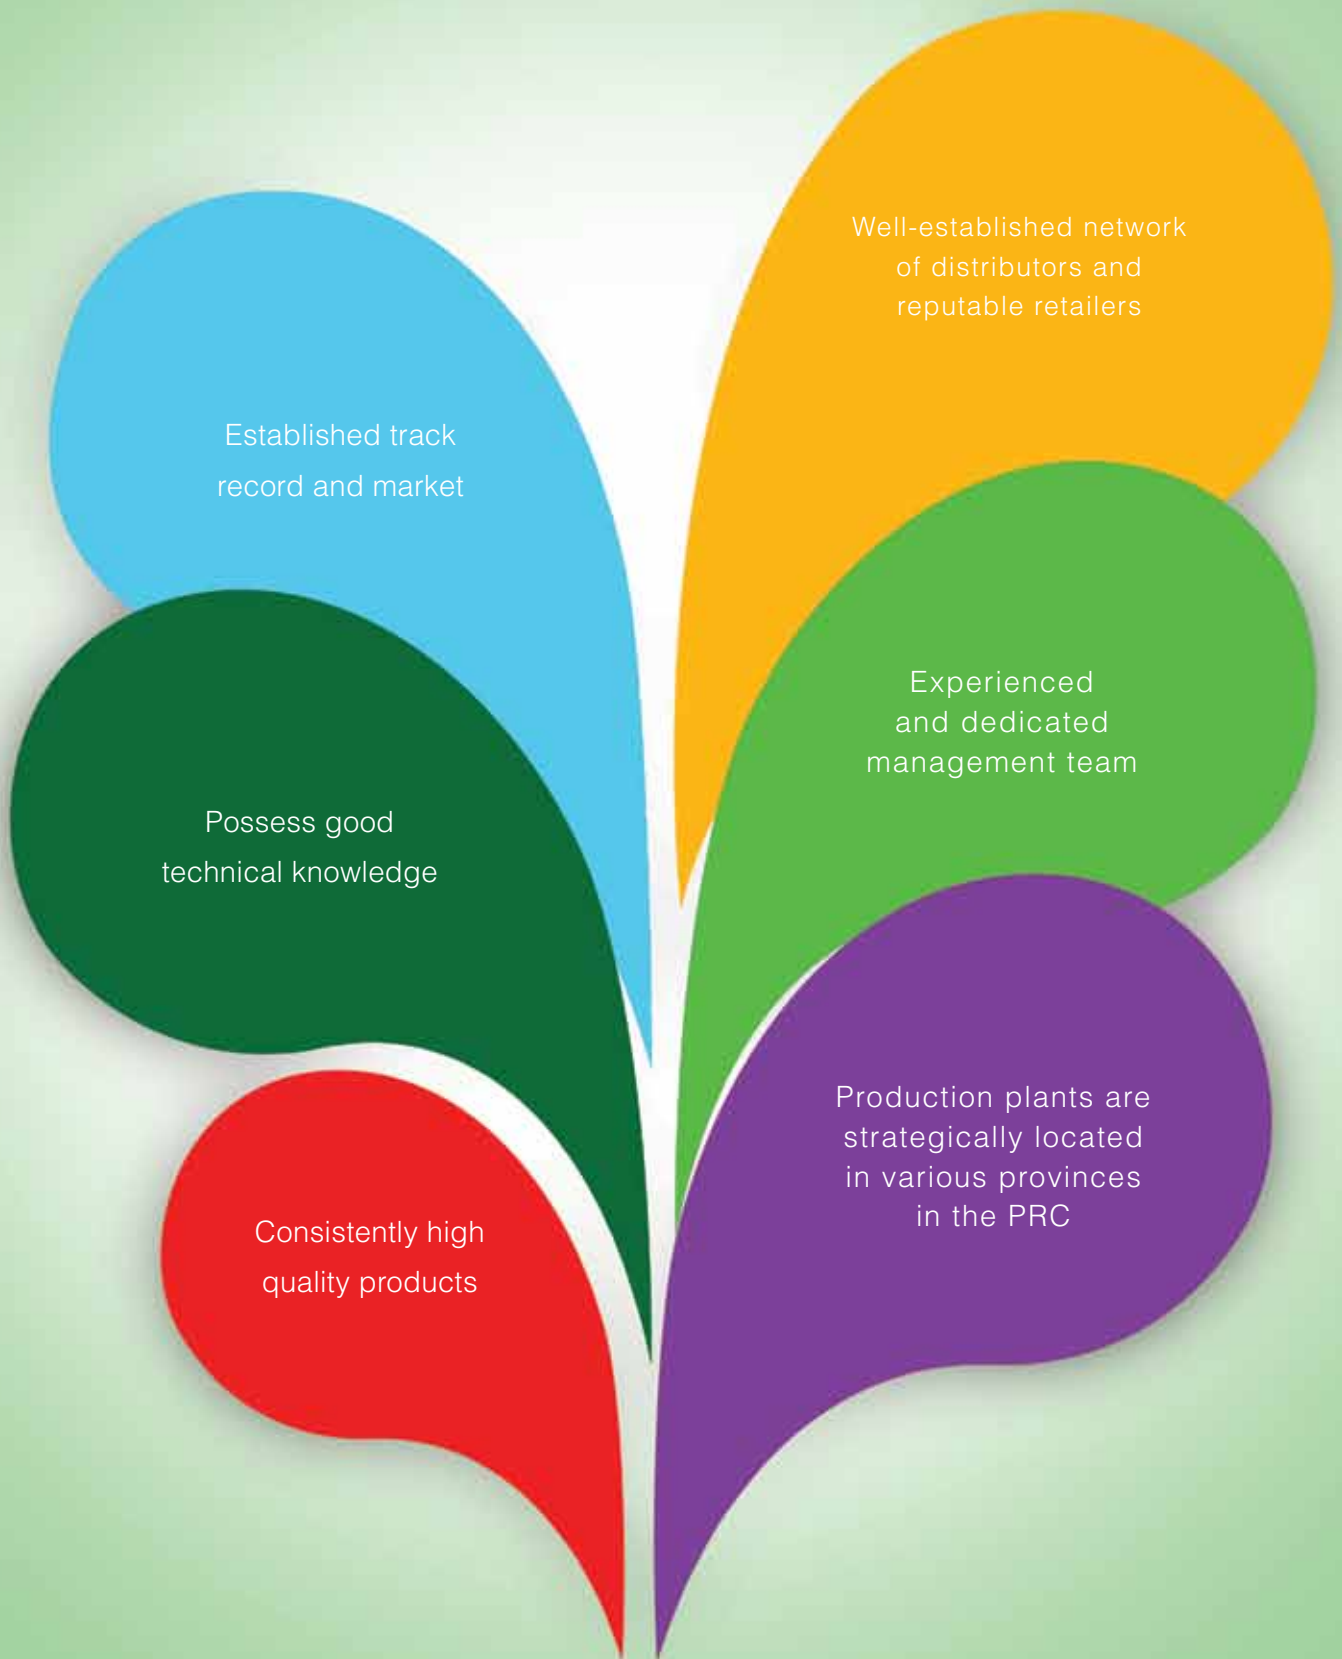 Well-established network
of distributors and
reputable retailers
Established track
record and market
Experienced
and dedicated
management team
Possess good
technical knowledge
Production plants are
strategically located
in various provinces
in the PRC
Consistently high
quality products